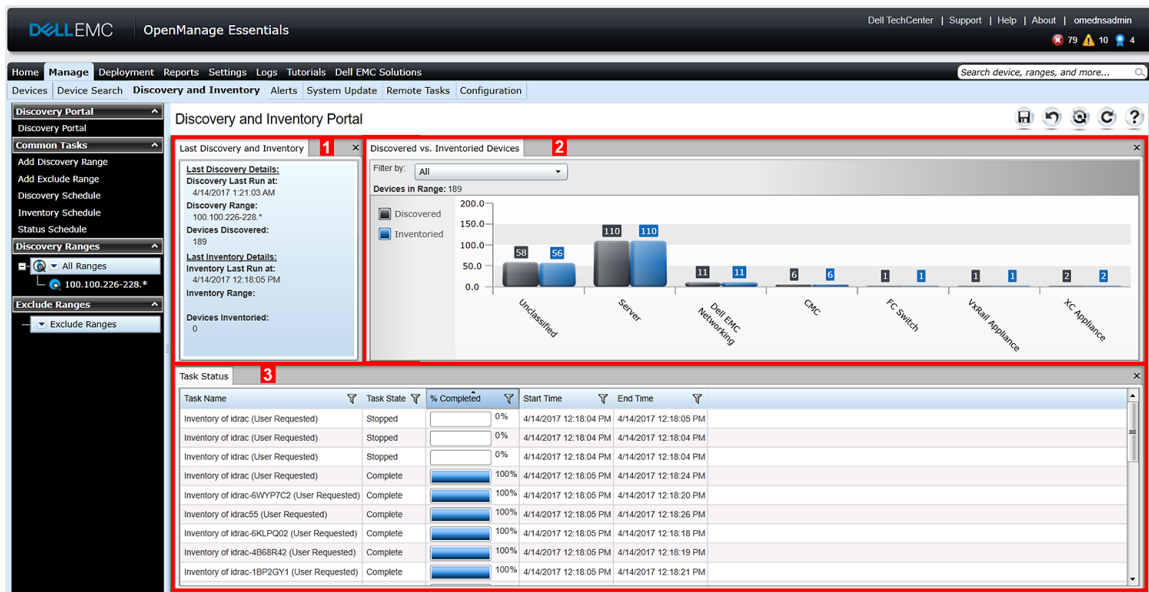 DELLEMC OpenManage Essentials
Dell TechCenter | Support | Help | About | omednsadmin
79 10 4
Home Manage Deployment Reports Settings Logs Tutorials Dell EMC Solutions
Search device, ranges, and more...
Devices Device Search Discovery and Inventory Alerts System Update Remote Tasks Configuration
Discovery Portal
Discovery Portal
Common Tasks
Add Discovery Range
Add Exclude Range
Discovery Schedule
Inventory Schedule
Status Schedule
Discovery Ranges
All Ranges
100.100.226-228.*
Exclude Ranges
Exclude Ranges
Discovery and Inventory Portal
?
Last Discovery and Inventory 1 ×
Last Discovery Details:
Discovery Last Run at:
4/14/2017 1:21:03 AM
Discovery Range:
100.100.226-228.*
Devices Discovered:
189
Last Inventory Details:
Inventory Last Run at:
4/14/2017 12:18:05 PM
Inventory Range:
Devices Inventoried:
0
Discovered vs. Inventoried Devices 2 ×
Filter by: All
Devices in Range: 189
Discovered
Inventoried
200.0
150.0
100.0
50.0
0.0
58 56
110 110
11 11
6 6
1 1
1 1
2 2
Unclassified
Server
Dell EMC
Networking
CMC
FC Switch
VxRail Appliance
XC Appliance
Task Status 3 ×
Task Name Task State % Completed Start Time End Time
Inventory of idrac (User Requested) Stopped 0% 4/14/2017 12:18:04 PM 4/14/2017 12:18:05 PM
Inventory of idrac (User Requested) Stopped 0% 4/14/2017 12:18:04 PM 4/14/2017 12:18:04 PM
Inventory of idrac (User Requested) Stopped 0% 4/14/2017 12:18:04 PM 4/14/2017 12:18:04 PM
Inventory of idrac (User Requested) Complete 100% 4/14/2017 12:18:05 PM 4/14/2017 12:18:24 PM
Inventory of idrac-6WYP7C2 (User Requested) Complete 100% 4/14/2017 12:18:05 PM 4/14/2017 12:18:20 PM
Inventory of idrac55 (User Requested) Complete 100% 4/14/2017 12:18:05 PM 4/14/2017 12:18:26 PM
Inventory of idrac-6KLPQ02 (User Requested) Complete 100% 4/14/2017 12:18:05 PM 4/14/2017 12:18:18 PM
Inventory of idrac-4B68R42 (User Requested) Complete 100% 4/14/2017 12:18:05 PM 4/14/2017 12:18:19 PM
Inventory of idrac-1BP2GY1 (User Requested) Complete 100% 4/14/2017 12:18:05 PM 4/14/2017 12:18:21 PM